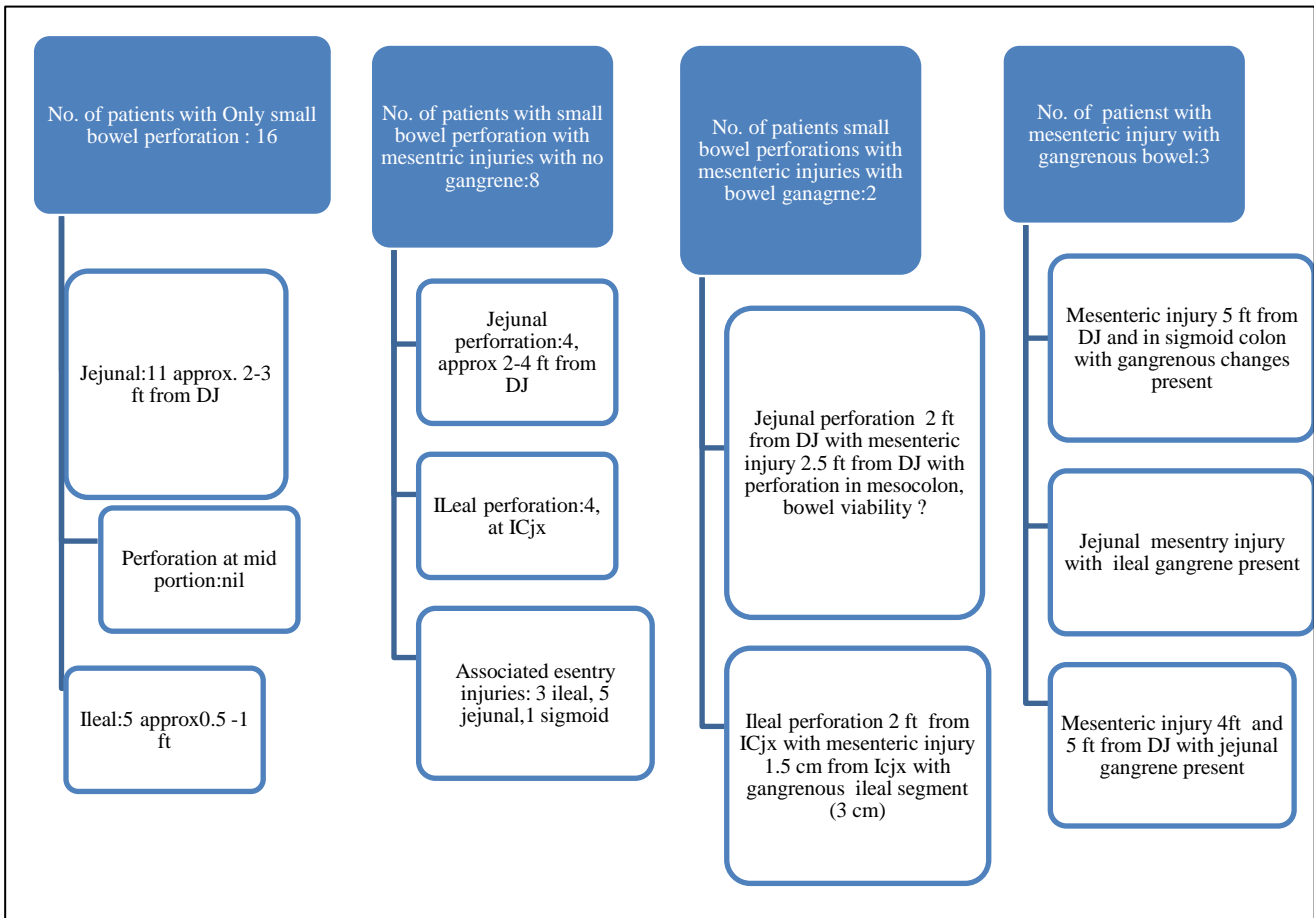 No. of patients with Only small
bowel perforation : 16
Jejunal:11 approx. 2-3
ft from DJ
Perforation at mid
portion:nil
Ileal:5 approx0.5 -1
ft
No. of patients with small
bowel perforation with
mesentric injuries with no
gangrene:8
Jejunal
perforration:4,
approx 2-4 ft from
DJ
ILeal perforation:4,
at ICjx
Associated esentry
injuries: 3 ileal, 5
jejunal,1 sigmoid
No. of patients small
bowel perforations with
mesenteric injuries with
bowel ganagrne:2
Jejunal perforation 2 ft
from DJ with mesenteric
injury 2.5 ft from DJ with
perforation in mesocolon,
bowel viability ?
Ileal perforation 2 ft from
ICjx with mesenteric injury
1.5 cm from Icjx with
gangrenous ileal segment
(3 cm)
No. of patienst with
mesenteric injury with
gangrenous bowel:3
Mesenteric injury 5 ft from
DJ and in sigmoid colon
with gangrenous changes
present
Jejunal mesentry injury
with ileal gangrene present
Mesenteric injury 4ft and
5 ft from DJ with jejunal
gangrene present